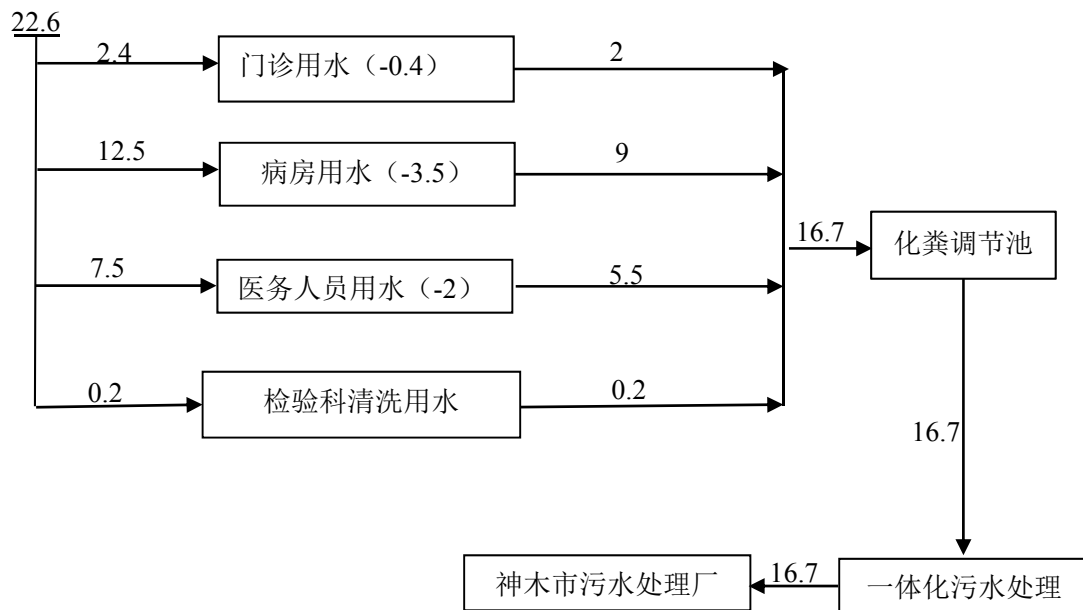 22.6
2.4
门诊用水（-0.4）
2
12.5
病房用水（-3.5）
9
16.7
化粪调节池
7.5
医务人员用水（-2）
5.5
0.2
检验科清洗用水
0.2
16.7
神木市污水处理厂
16.7
一体化污水处理